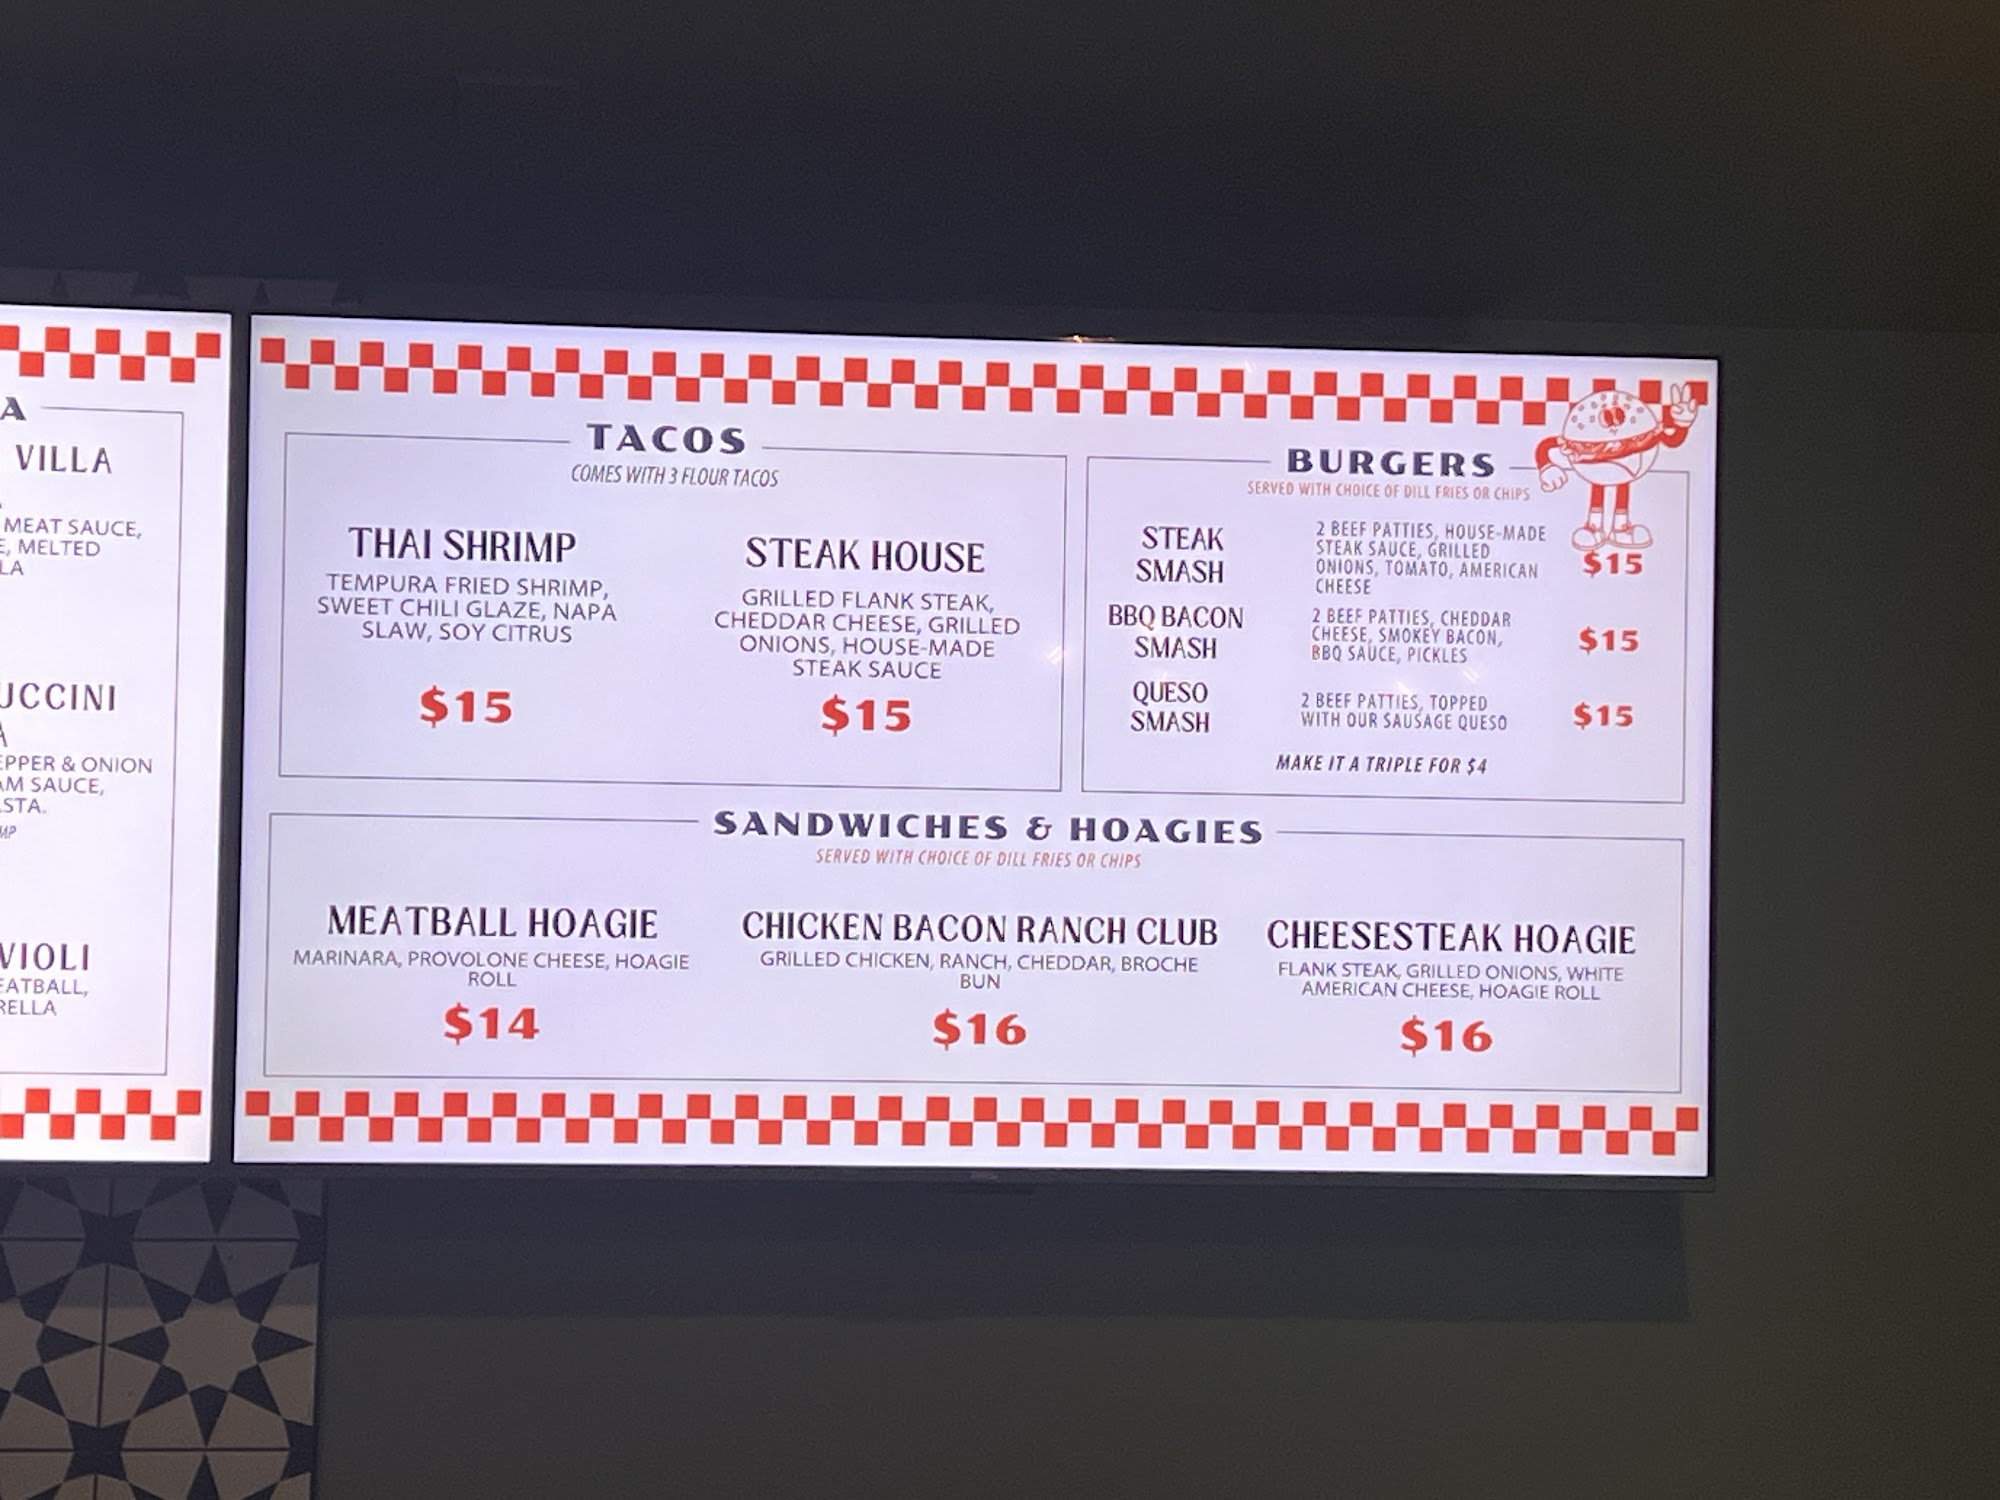 A
VILLA
MEAT SAUCE,
MELTED
EPPER & ONION
SAUCE,
TACOS
COMES WITH 3 FLOUR TACOS
THAI SHRIMP
TEMPURA FRIED SHRIMP,
SWEET CHILI GLAZE, NAPA
SLAW, SOY CITRUS
$15
STEAK HOUSE
GRILLED FLANK STEAK,
CHEDDAR CHEESE, GRILLED
ONIONS, HOUSE-MADE
STEAK SAUCE
$15
BURGERS
SERVED WITH CHOICE OF DILL FRIES OR CHIPS
STEAK
SMASH
2 BEEF PATTIES, HOUSE-MADE
STEAK SAUCE, GRILLED
ONIONS, TOMATO, AMERICAN
CHEESE
$15
BBQ BACON
SMASH
2 BEEF PATTIES, CHEDDAR
CHEESE, SMOKEY BACON,
BBQ SAUCE, PICKLES
$15
QUESO
SMASH
2 BEEF PATTIES, TOPPED
WITH OUR SAUSAGE QUESO
$15
MAKE IT A TRIPLE FOR $4
SANDWICHES & HOAGIES
SERVED WITH CHOICE OF DILL FRIES OR CHIPS
MEATBALL HOAGIE
MARINARA, PROVOLONE CHEESE, HOAGIE
ROLL
$14
CHICKEN BACON RANCH CLUB
GRILLED CHICKEN, RANCH, CHEDDAR, BROCHE
BUN
$16
CHEESESTEAK HOAGIE
FLANK STEAK, GRILLED ONIONS, WHITE
AMERICAN CHEESE, HOAGIE ROLL
$16